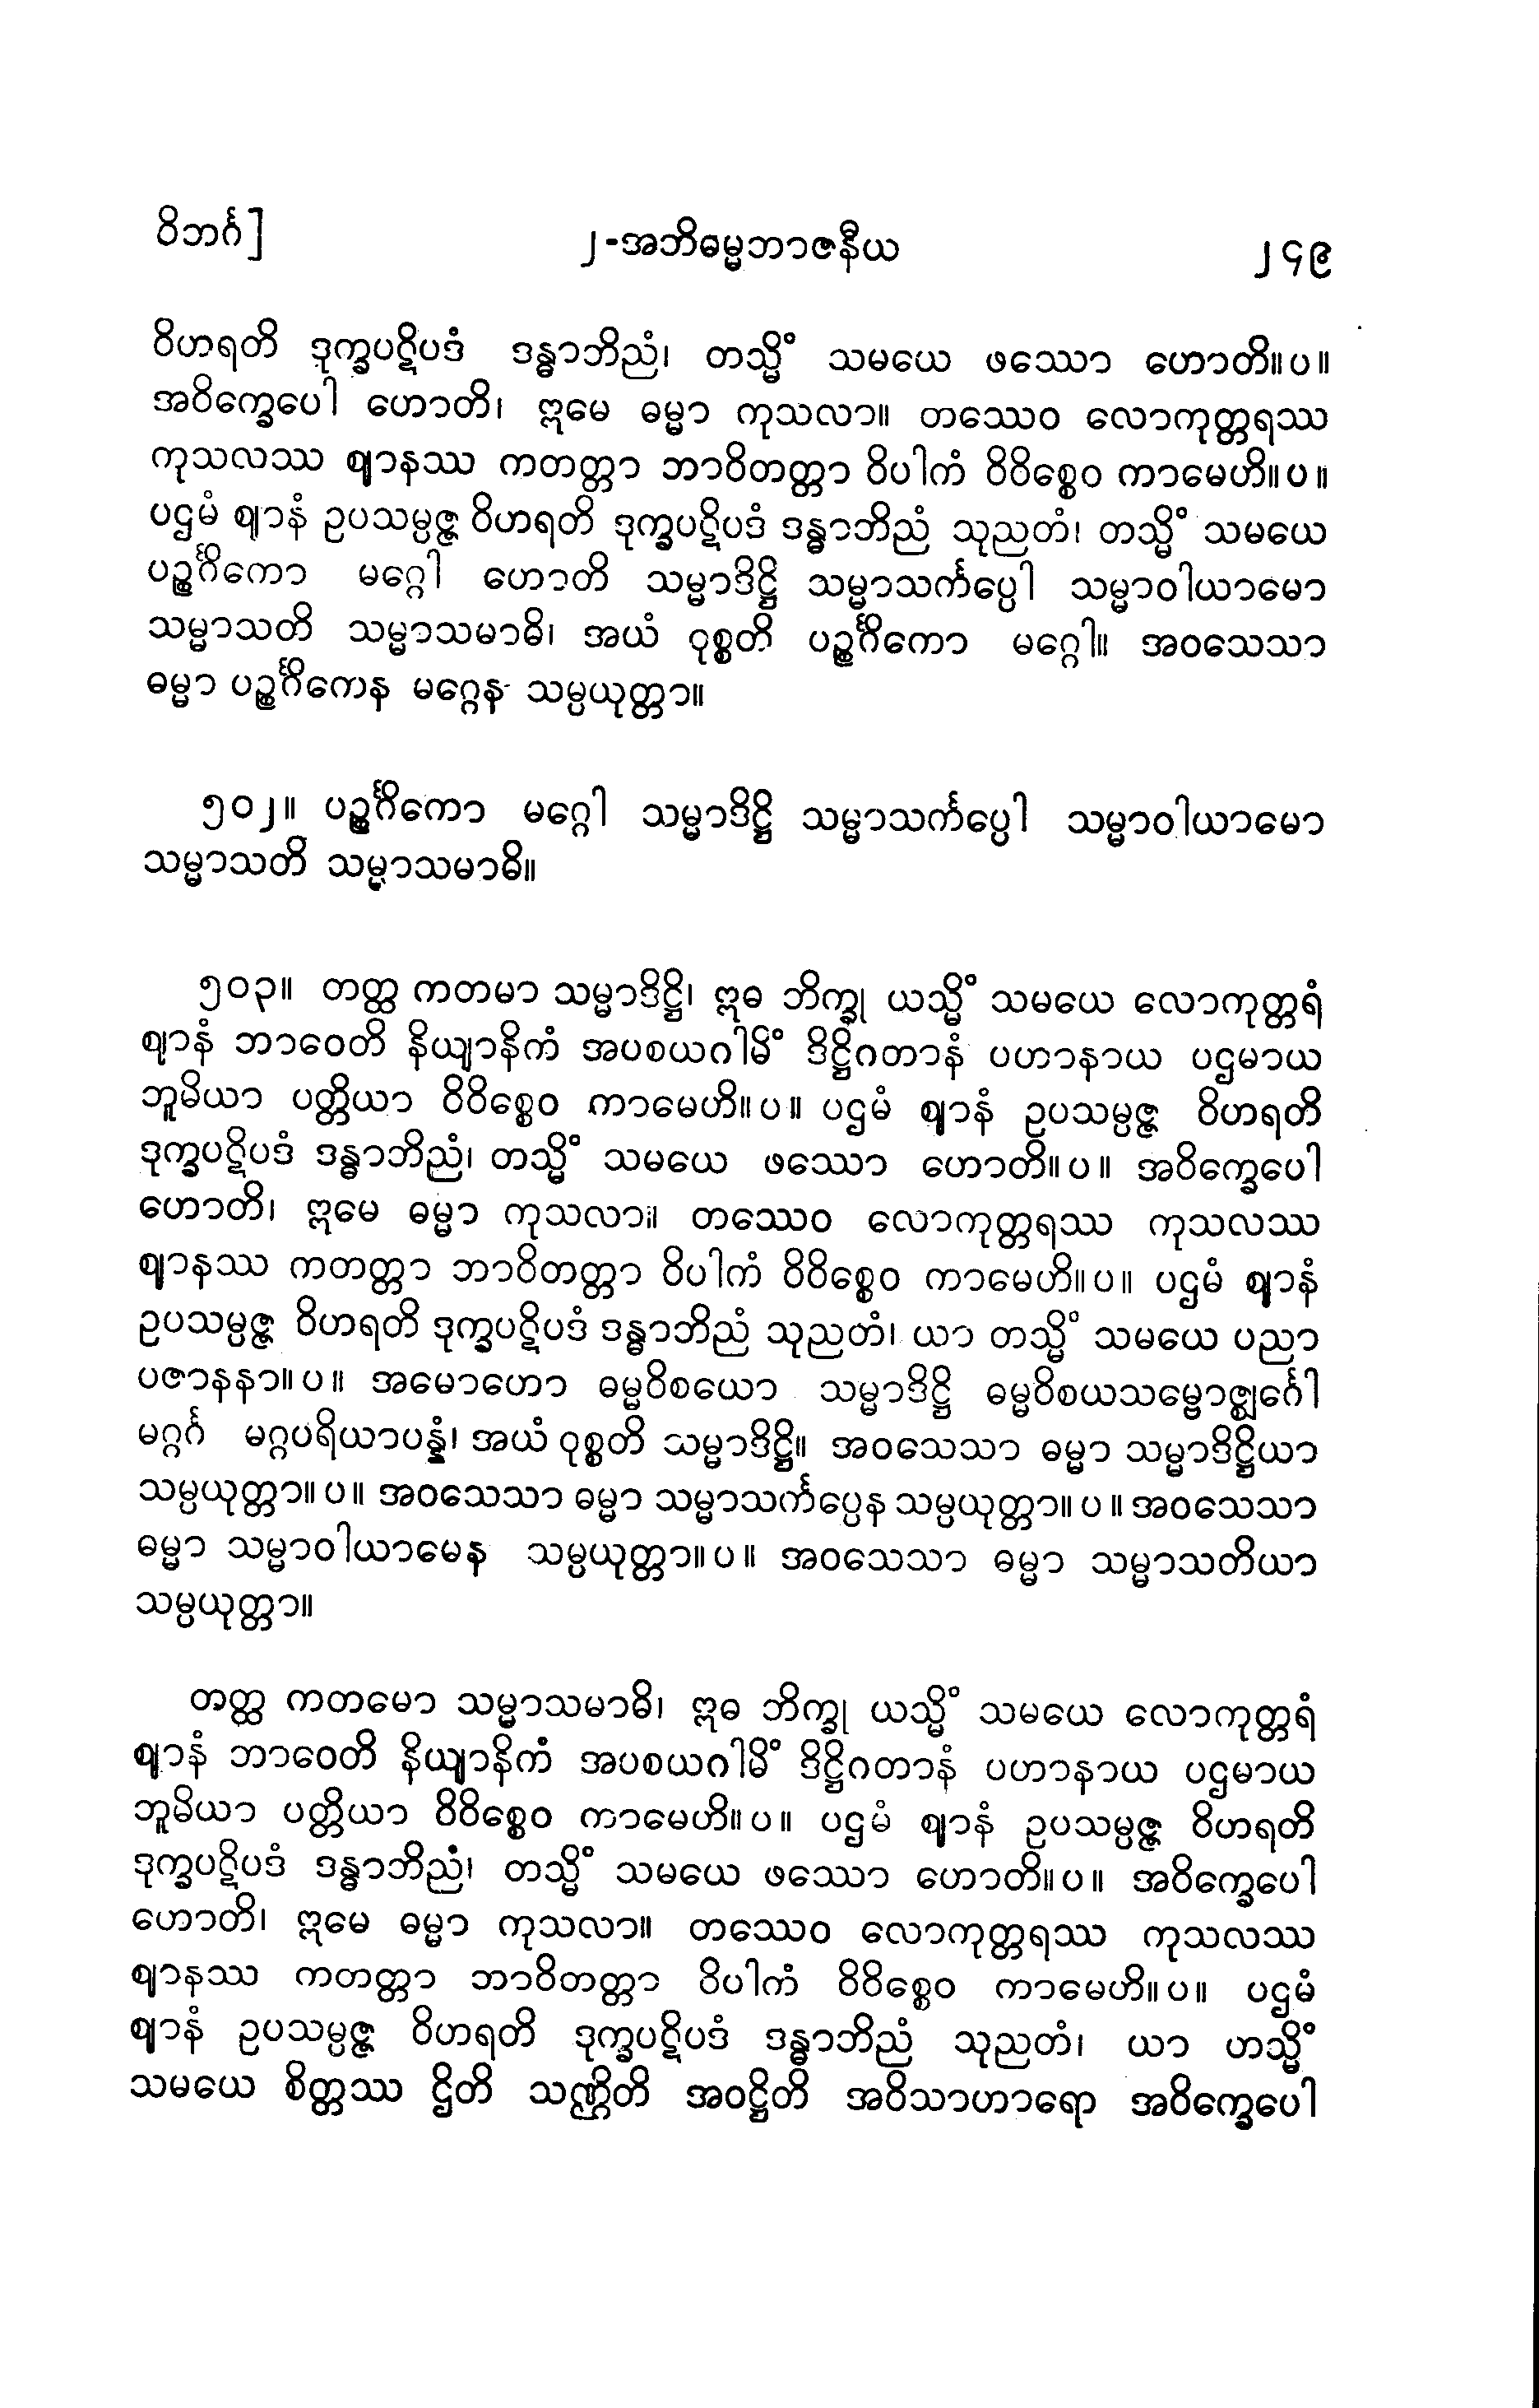 ဝိဘင်္ဂ]
၂-အဘိဓမ္မဘာဇနီယ
၂၄၉
ဝိဟရတိ ဒုက္ခပဋိပဒံ ဒန္ဓာဘိညံ၊ တသ္မိံ သမယေ ဖဿော ဟောတိ။ပ။
အဝိက္ခေပေါ ဟောတိ၊ ဣမေ ဓမ္မာ ကုသလာ။ တဿေဝ လောကုတ္တရဿ
ကုသလဿ ဈာနဿ ကတတ္တာ ဘာဝိတတ္တာ ဝိပါကံ ဝိဝိစ္စေဝ ကာမေဟိ။ပ။
ပဌမံ ဈာနံ ဥပသမ္ပဇ္ဇ ဝိဟရတိ ဒုက္ခပဋိပဒံ ဒန္ဓာဘိညံ သုညတံ၊ တသ္မိံ သမယေ
ပဉ္စင်္ဂိကော မဂ္ဂေါ ဟောတိ သမ္မာဒိဋ္ဌိ သမ္မာသင်္ကပ္ပေါ သမ္မာဝါယာမော
သမ္မာသတိ သမ္မာသမာဓိ၊ အယံ ဝုစ္စတိ ပဉ္စင်္ဂိကော မဂ္ဂေါ။ အဝသေသာ
ဓမ္မာ ပဉ္စင်္ဂိကေန မဂ္ဂေန သမ္ပယုတ္တာ။
၅၀၂။ ပဉ္စင်္ဂိကော မဂ္ဂေါ သမ္မာဒိဋ္ဌိ သမ္မာသင်္ကပ္ပေါ သမ္မာဝါယာမော
သမ္မာသတိ သမ္မာသမာဓိ။
၅၀၃။ တတ္ထ ကတမာ သမ္မာဒိဋ္ဌိ၊ ဣဓ ဘိက္ခု ယသ္မိံ သမယေ လောကုတ္တရံ
ဈာနံ ဘာဝေတိ နိယျာနိကံ အပစယဂါမိံ ဒိဋ္ဌိဂတာနံ ပဟာနာယ ပဌမာယ
ဘူမိယာ ပတ္တိယာ ဝိဝိစ္စေဝ ကာမေဟိ။ပ။ ပဌမံ ဈာနံ ဥပသမ္ပဇ္ဇ ဝိဟရတိ
ဒုက္ခပဋိပဒံ ဒန္ဓာဘိညံ၊ တသ္မိံ သမယေ ဖဿော ဟောတိ။ပ။ အဝိက္ခေပေါ
ဟောတိ၊ ဣမေ ဓမ္မာ ကုသလာ။ တဿေဝ လောကုတ္တရဿ ကုသလဿ
ဈာနဿ ကတတ္တာ ဘာဝိတတ္တာ ဝိပါကံ ဝိဝိစ္စေဝ ကာမေဟိ။ပ။ ပဌမံ ဈာနံ
ဥပသမ္ပဇ္ဇ ဝိဟရတိ ဒုက္ခပဋိပဒံ ဒန္ဓာဘိညံ သုညတံ၊ ယာ တသ္မိံ သမယေ ပညာ
ပဇာနနာ။ပ။ အမောဟော ဓမ္မဝိစယော သမ္မာဒိဋ္ဌိ ဓမ္မဝိစယသမ္ဗောဇ္ဈင်္ဂေါ
မဂ္ဂင်္ဂ မဂ္ဂပရိယာပန္နံ၊ အယံ ဝုစ္စတိ သမ္မာဒိဋ္ဌိ။ အဝသေသာ ဓမ္မာ သမ္မာဒိဋ္ဌိယာ
သမ္ပယုတ္တာ။ပ။ အဝသေသာ ဓမ္မာ သမ္မာသင်္ကပ္ပေန သမ္ပယုတ္တာ။ပ။ အဝသေသာ
ဓမ္မာ သမ္မာဝါယာမေန သမ္ပယုတ္တာ။ပ။ အဝသေသာ ဓမ္မာ သမ္မာသတိယာ
သမ္ပယုတ္တာ။
တတ္ထ ကတမော သမ္မာသမာဓိ၊ ဣဓ ဘိက္ခု ယသ္မိံ သမယေ လောကုတ္တရံ
ဈာနံ ဘာဝေတိ နိယျာနိကံ အပစယဂါမိံ ဒိဋ္ဌိဂတာနံ ပဟာနာယ ပဌမာယ
ဘူမိယာ ပတ္တိယာ ဝိဝိစ္စေဝ ကာမေဟိ။ပ။ ပဌမံ ဈာနံ ဥပသမ္ပဇ္ဇ ဝိဟရတိ
ဒုက္ခပဋိပဒံ ဒန္ဓာဘိညံ၊ တသ္မိံ သမယေ ဖဿော ဟောတိ။ပ။ အဝိက္ခေပေါ
ဟောတိ၊ ဣမေ ဓမ္မာ ကုသလာ။ တဿေဝ လောကုတ္တရဿ ကုသလဿ
ဈာနဿ ကတတ္တာ ဘာဝိတတ္တာ ဝိပါကံ ဝိဝိစ္စေဝ ကာမေဟိ။ပ။ ပဌမံ
ဈာနံ ဥပသမ္ပဇ္ဇ ဝိဟရတိ ဒုက္ခပဋိပဒံ ဒန္ဓာဘိညံ သုညတံ၊ ယာ တသ္မိံ
သမယေ စိတ္တဿ ဌိတိ သဏ္ဌိတိ အဝဋ္ဌိတိ အဝိသာဟာရော အဝိက္ခေပေါ